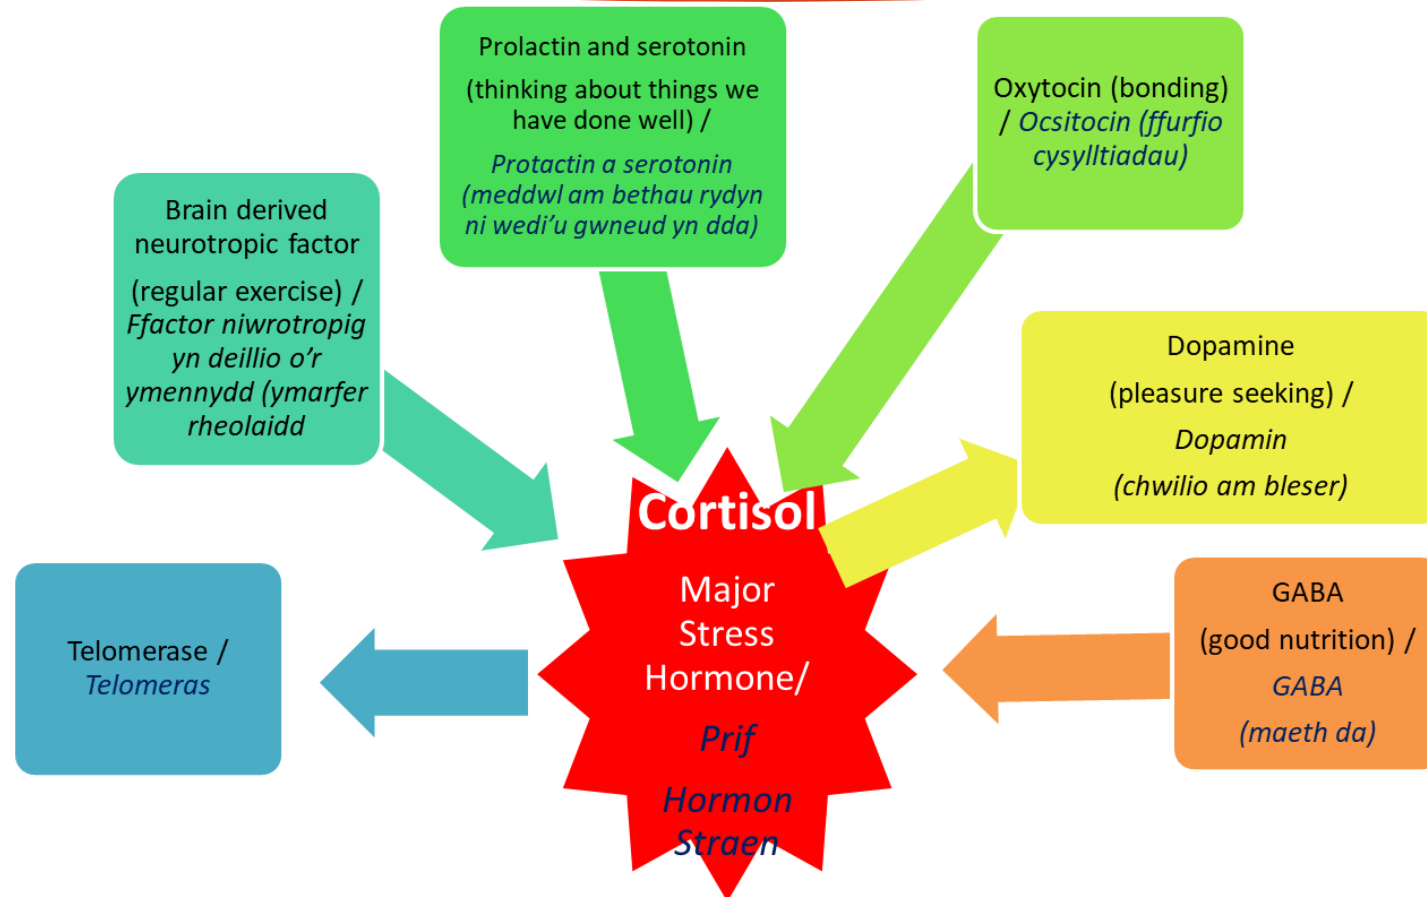 Prolactin and serotonin
(thinking about things we
have done well) /
Protactin a serotonin
(meddwl am bethau rydyn
ni wedi’u gwneud yn dda)
Oxytocin (bonding)
/ Ocsitocin (ffurfio
cysylltiadau)
Brain derived
neurotropic factor
(regular exercise) /
Ffactor niwrotropig
yn deillio o’r
ymennydd (ymarfer
rheolaidd
Dopamine
(pleasure seeking) /
Dopamin
(chwilio am bleser)
Cortisol
Major
Stress
Hormone/
Prif
Hormon
Straen
Telomerase /
Telomeras
GABA
(good nutrition) /
GABA
(maeth da)